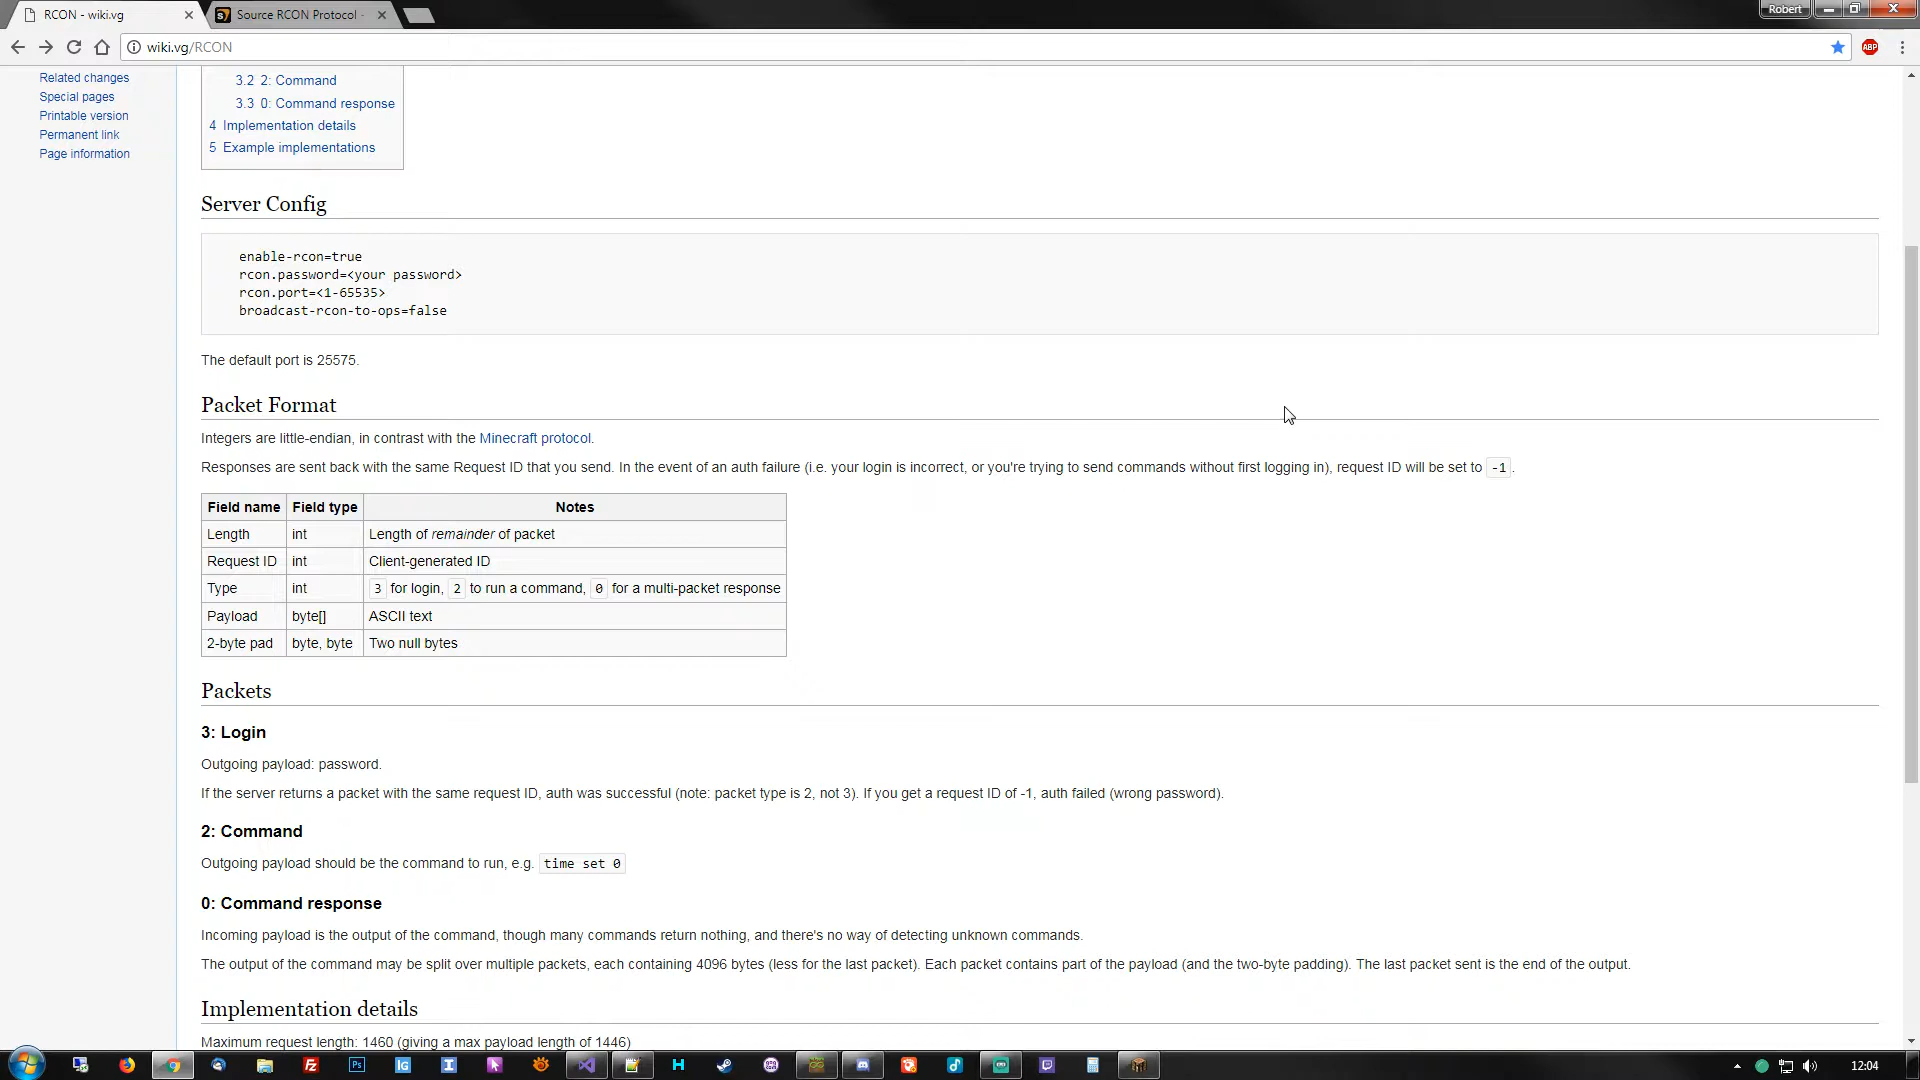 RCON - wiki.vg
Source RCON Protocol -
Robert
wiki.vg/RCON
ABP
Related changes
Special pages
Printable version
Permanent link
Page information
3.2 2: Command
3.3 0: Command response
4 Implementation details
5 Example implementations
Server Config
enable-rcon=true
rcon.password=<your password>
rcon.port=<1-65535>
broadcast-rcon-to-ops=false
The default port is 25575.
Packet Format
Integers are little-endian, in contrast with the Minecraft protocol.
Responses are sent back with the same Request ID that you send. In the event of an auth failure (i.e. your login is incorrect, or you're trying to send commands without first logging in), request ID will be set to -1.
Field name Field type Notes
Length int Length of remainder of packet
Request ID int Client-generated ID
Type int 3 for login, 2 to run a command, 0 for a multi-packet response
Payload byte[] ASCII text
2-byte pad byte, byte Two null bytes
Packets
3: Login
Outgoing payload: password.
If the server returns a packet with the same request ID, auth was successful (note: packet type is 2, not 3). If you get a request ID of -1, auth failed (wrong password).
2: Command
Outgoing payload should be the command to run, e.g. time set 0
0: Command response
Incoming payload is the output of the command, though many commands return nothing, and there's no way of detecting unknown commands.
The output of the command may be split over multiple packets, each containing 4096 bytes (less for the last packet). Each packet contains part of the payload (and the two-byte padding). The last packet sent is the end of the output.
Implementation details
Maximum request length: 1460 (giving a max payload length of 1446)
12:04